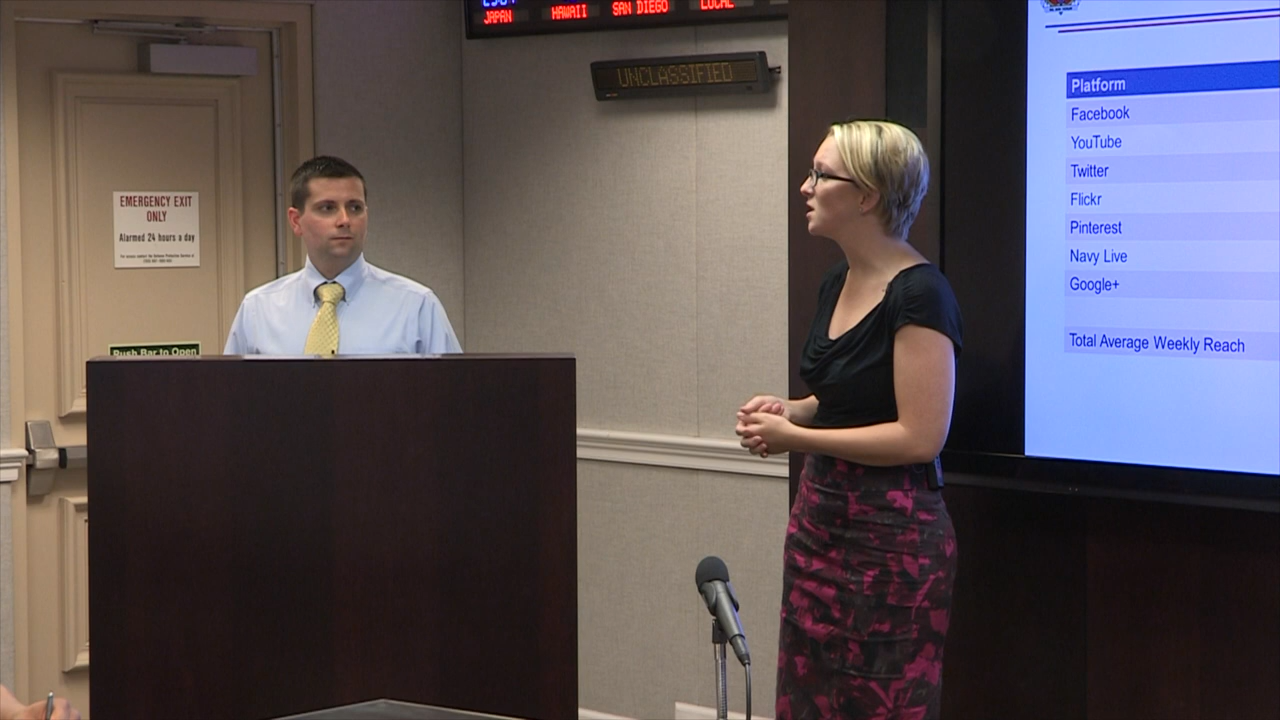 JAPAN HAWAII SAN DIEGO LOCAL
UNCLASSIFIED
EMERGENCY EXIT
ONLY
Alarmed 24 hours a day
Push Bar to Open
Platform
Facebook
YouTube
Twitter
Flickr
Pinterest
Navy Live
Google+
Total Average Weekly Reach